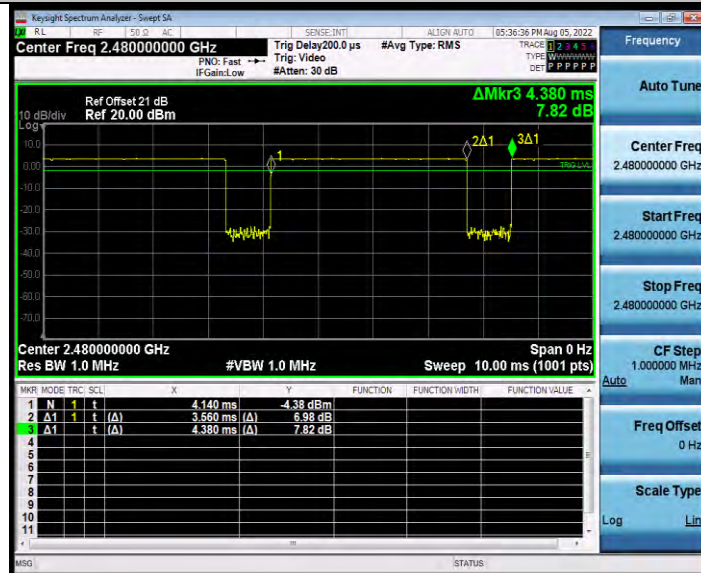 Keysight Spectrum Analyzer - Swept SA
RL RF 50 Ω AC SENSE:INT ALIGN AUTO 05:36:36 PM Aug 05, 2022
Center Freq 2.480000000 GHz
PNO: Fast
IFGain:Low
Trig Delay200.0 µs
Trig: Video
#Atten: 30 dB
#Avg Type: RMS
TRACE 1 2 3 4 5 6
TYPE WWWWWW
DET P P P P P P
Frequency
Auto Tune
Center Freq
2.480000000 GHz
Start Freq
2.480000000 GHz
Stop Freq
2.480000000 GHz
CF Step
1.000000 MHz
Auto Man
Freq Offset
0 Hz
Scale Type
Log Lin
ΔMkr3 4.380 ms
7.82 dB
Ref Offset 21 dB
10 dB/div Ref 20.00 dBm
Log
10.0
0.00
-10.0
-20.0
-30.0
-40.0
-50.0
-60.0
-70.0
1
2Δ1
3Δ1
TRIG LVL
Center 2.480000000 GHz Span 0 Hz
Res BW 1.0 MHz #VBW 1.0 MHz Sweep 10.00 ms (1001 pts)
MKR MODE TRC SCL X Y FUNCTION FUNCTION WIDTH FUNCTION VALUE
1 N 1 t 4.140 ms -4.38 dBm
2 Δ1 1 t (Δ) 3.560 ms (Δ) 6.98 dB
3 Δ1 t (Δ) 4.380 ms (Δ) 7.82 dB
4
5
6
7
8
9
10
11
MSG STATUS